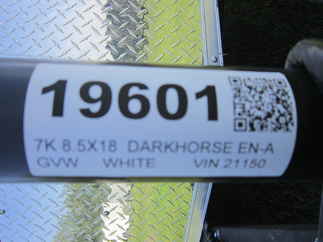 19601
7K 8.5X18 DARKHORSE EN-A
GVW WHITE VIN 21150